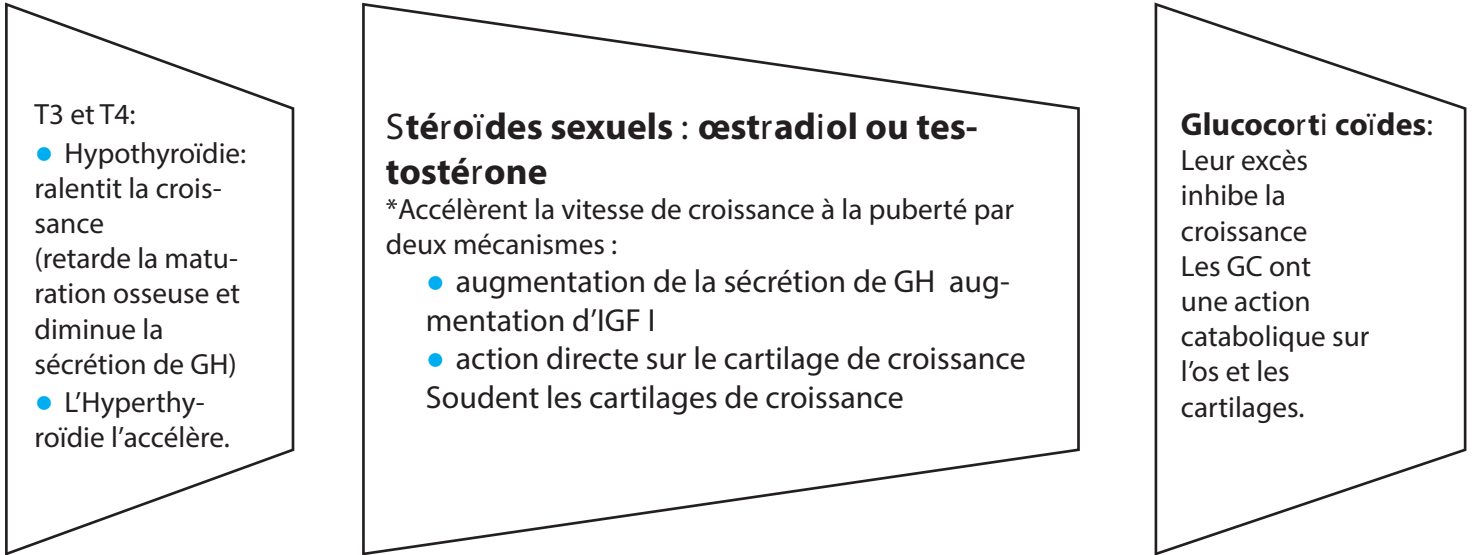 T3 et T4:
● Hypothyroïdie:
ralentit la crois-
sance
(retarde la matu-
ration osseuse et
diminue la
sécrétion de GH)
● L'Hyperthy-
roïdie l'accélère.
Stéroïdes sexuels : œstradiol ou tes-
tostérone
*Accélèrent la vitesse de croissance à la puberté par
deux mécanismes :
● augmentation de la sécrétion de GH  aug-
mentation d'IGF I
● action directe sur le cartilage de croissance
Soudent les cartilages de croissance
Glucocorti coïdes:
Leur excès
inhibe la
croissance
Les GC ont
une action
catabolique sur
l'os et les
cartilages.